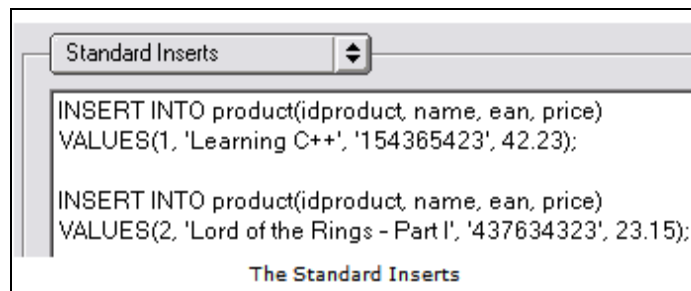 Standard Inserts
INSERT INTO product(idproduct, name, ean, price)
VALUES(1, 'Learning C++', '154365423', 42.23);
INSERT INTO product(idproduct, name, ean, price)
VALUES(2, 'Lord of the Rings - Part I', '437634323', 23.15);
The Standard Inserts